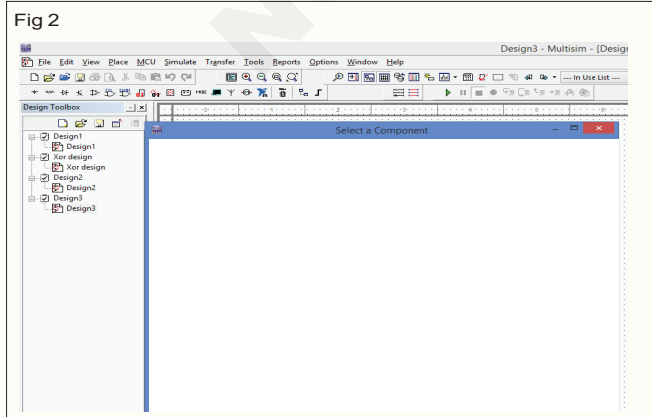 Fig 2
Design3 - Multisim - [Design
File Edit View Place MCU Simulate Transfer Tools Reports Options Window Help
--- In Use List ---
Design Toolbox
Select a Component
Design1
Design1
Xor design
Xor design
Design2
Design2
Design3
Design3